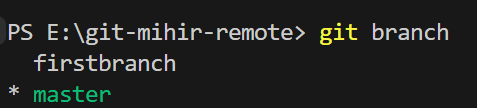 PS E:\git-mihir-remote> git branch
  firstbranch
* master